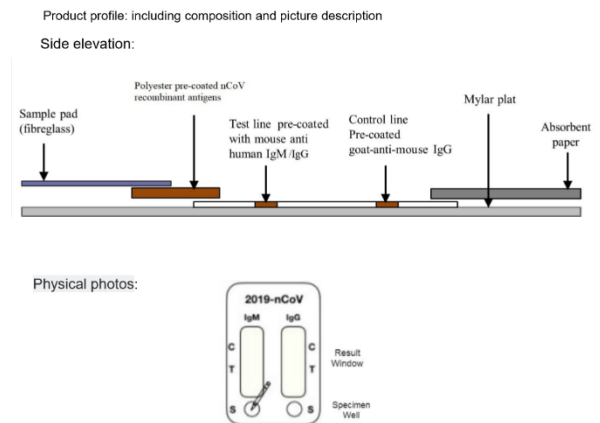 Product profile: including composition and picture description
Side elevation:
Polyester pre-coated nCoV
recombinant antigens
Mylar plat
Sample pad
(fibreglass)
Test line pre-coated
with mouse anti
human IgM /IgG
Control line
Pre-coated
goat-anti-mouse IgG
Absorbent
paper
Physical photos:
2019-nCoV
IgM IgG
C C
T T
Result
Window
S S
Specimen
Well